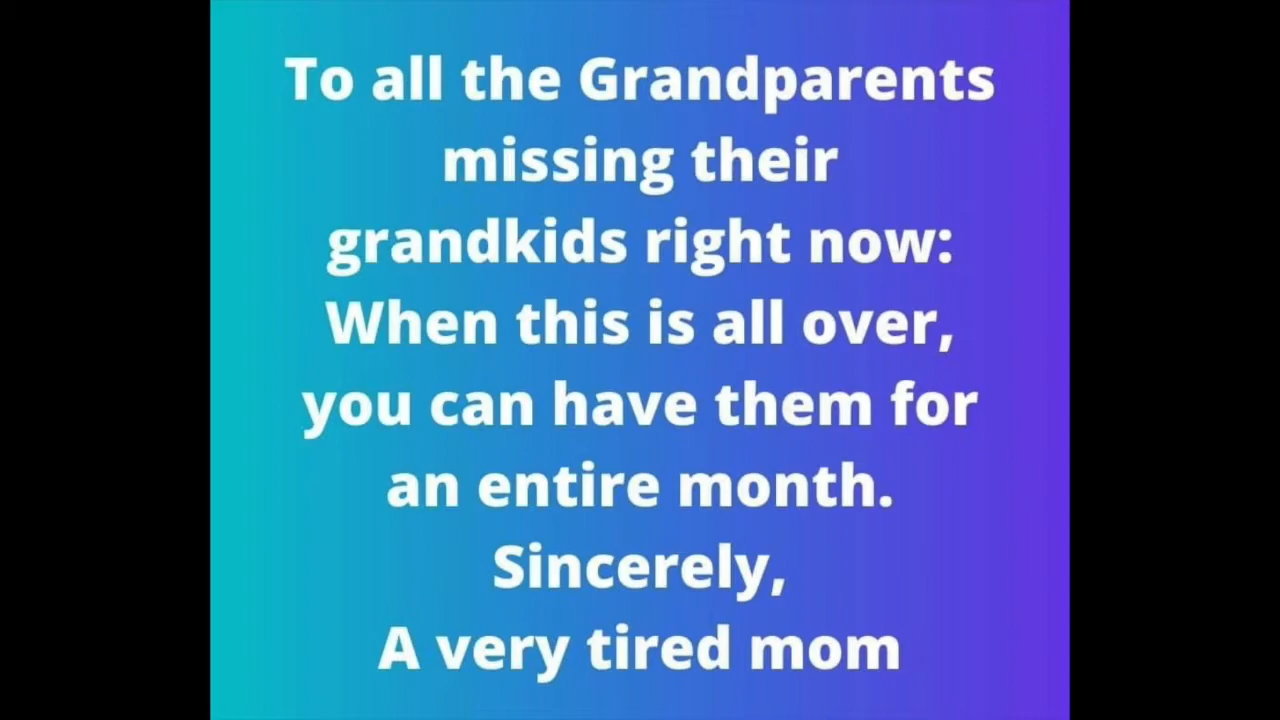 To all the Grandparents
missing their
grandkids right now:
When this is all over,
you can have them for
an entire month.
Sincerely,
A very tired mom